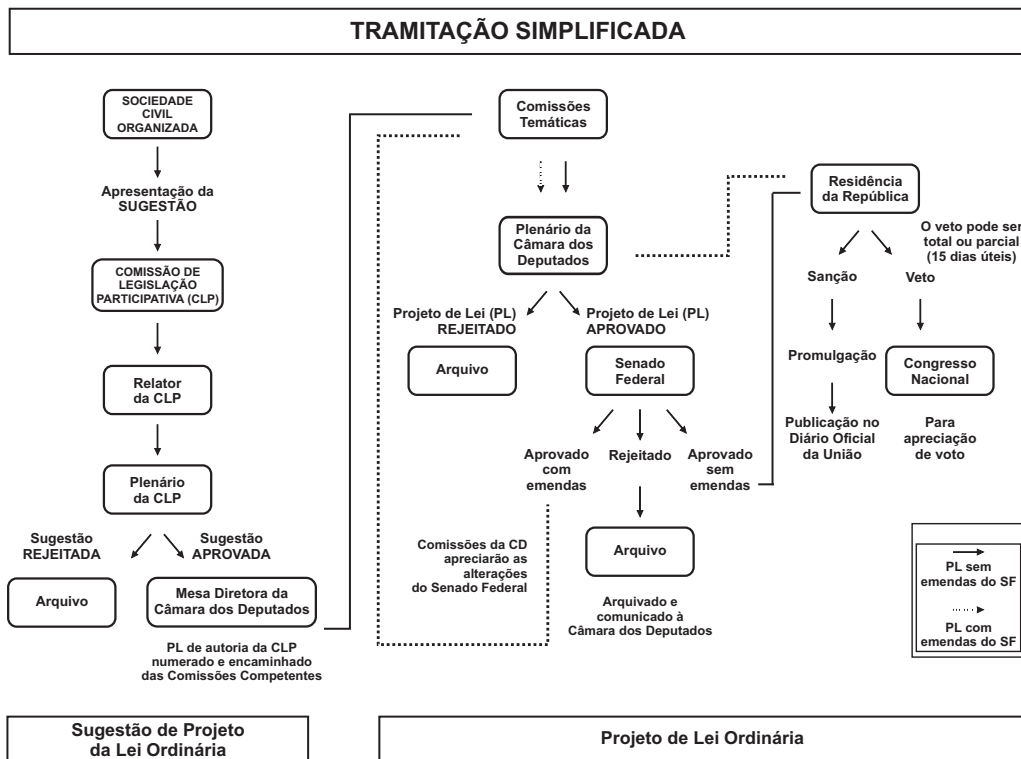 TRAMITAÇÃO SIMPLIFICADA
SOCIEDADE
CIVIL
ORGANIZADA
Apresentação da
SUGESTÃO
COMISSÃO DE
LEGISLAÇÃO
PARTICIPATIVA (CLP)
Relator
da CLP
Plenário
da CLP
Sugestão
REJEITADA
Sugestão
APROVADA
Arquivo
Mesa Diretora da
Câmara dos Deputados
PL de autoria da CLP
numerado e encaminhado
das Comissões Competentes
Comissões
Temáticas
Plenário da
Câmara dos
Deputados
Projeto de Lei (PL)
REJEITADO
Projeto de Lei (PL)
APROVADO
Arquivo
Senado
Federal
Aprovado
com
emendas
Rejeitado
Aprovado
sem
emendas
Comissões da CD
apreciarão as
alterações
do Senado Federal
Arquivo
Arquivado e
comunicado à
Câmara dos Deputados
Residência
da República
O veto pode ser
total ou parcial
(15 dias úteis)
Sanção
Veto
Promulgação
Congresso
Nacional
Publicação no
Diário Oficial
da União
Para
apreciação
de voto
PL sem
emendas do SF
PL com
emendas do SF
Sugestão de Projeto
da Lei Ordinária
Projeto de Lei Ordinária